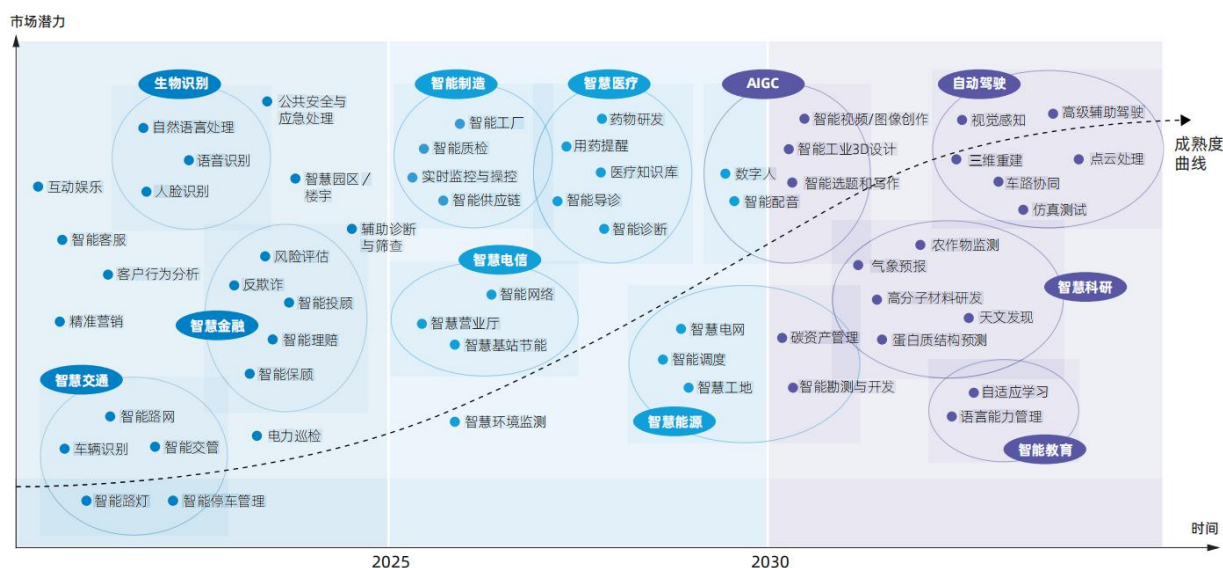 市场潜力
生物识别
自然语言处理
语音识别
人脸识别
公共安全与
应急处理
智慧园区/
楼宇
辅助诊断
与筛查
互动娱乐
智能客服
客户行为分析
精准营销
风险评估
反欺诈
智能投顾
智慧金融
智能理赔
智能保顾
智慧交通
智能路网
车辆识别
智能交管
智能路灯
智能停车管理
电力巡检
智能制造
智能工厂
智能质检
实时监控与操控
智能供应链
智慧医疗
药物研发
用药提醒
医疗知识库
智能导诊
智能诊断
智慧电信
智能网络
智慧营业厅
智慧基站节能
智慧环境监测
AIGC
智能视频/图像创作
智能工业3D设计
数字人
智能选题和写作
智能配音
智慧电网
碳资产管理
智能调度
智慧工地
智能勘测与开发
智慧能源
自动驾驶
视觉感知
高级辅助驾驶
三维重建
点云处理
车路协同
仿真测试
成熟度
曲线
农作物监测
气象预报
智慧科研
高分子材料研发
天文发现
蛋白质结构预测
自适应学习
语言能力管理
智能教育
时间
2025
2030